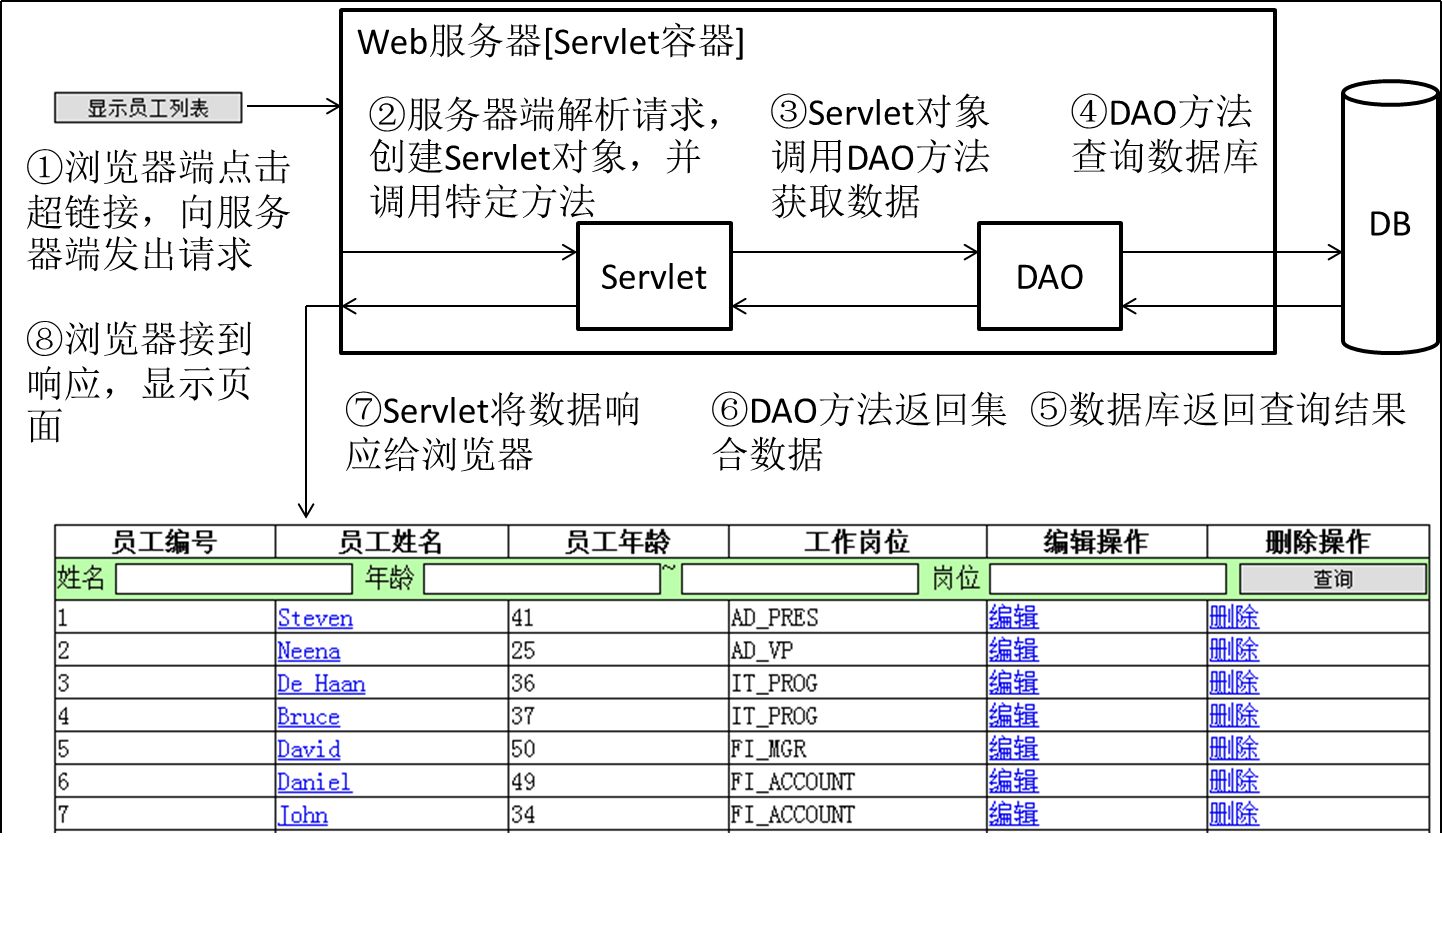 Web服务器[Servlet容器]
显示员工列表
①浏览器端点击
超链接，向服务
器端发出请求
②服务器端解析请求，
创建Servlet对象，并
调用特定方法
③Servlet对象
调用DAO方法
获取数据
④DAO方法
查询数据库
Servlet
DAO
DB
⑧浏览器接到
响应，显示页
面
⑦Servlet将数据响
应给浏览器
⑥DAO方法返回集
合数据
⑤数据库返回查询结果
员工编号 员工姓名 员工年龄 工作岗位 编辑操作 删除操作
姓名 年龄 ~ 岗位 查询
1 Steven 41 AD_PRES 编辑 删除
2 Neena 25 AD_VP 编辑 删除
3 De Haan 36 IT_PROG 编辑 删除
4 Bruce 37 IT_PROG 编辑 删除
5 David 50 FI_MGR 编辑 删除
6 Daniel 49 FI_ACCOUNT 编辑 删除
7 John 34 FI_ACCOUNT 编辑 删除